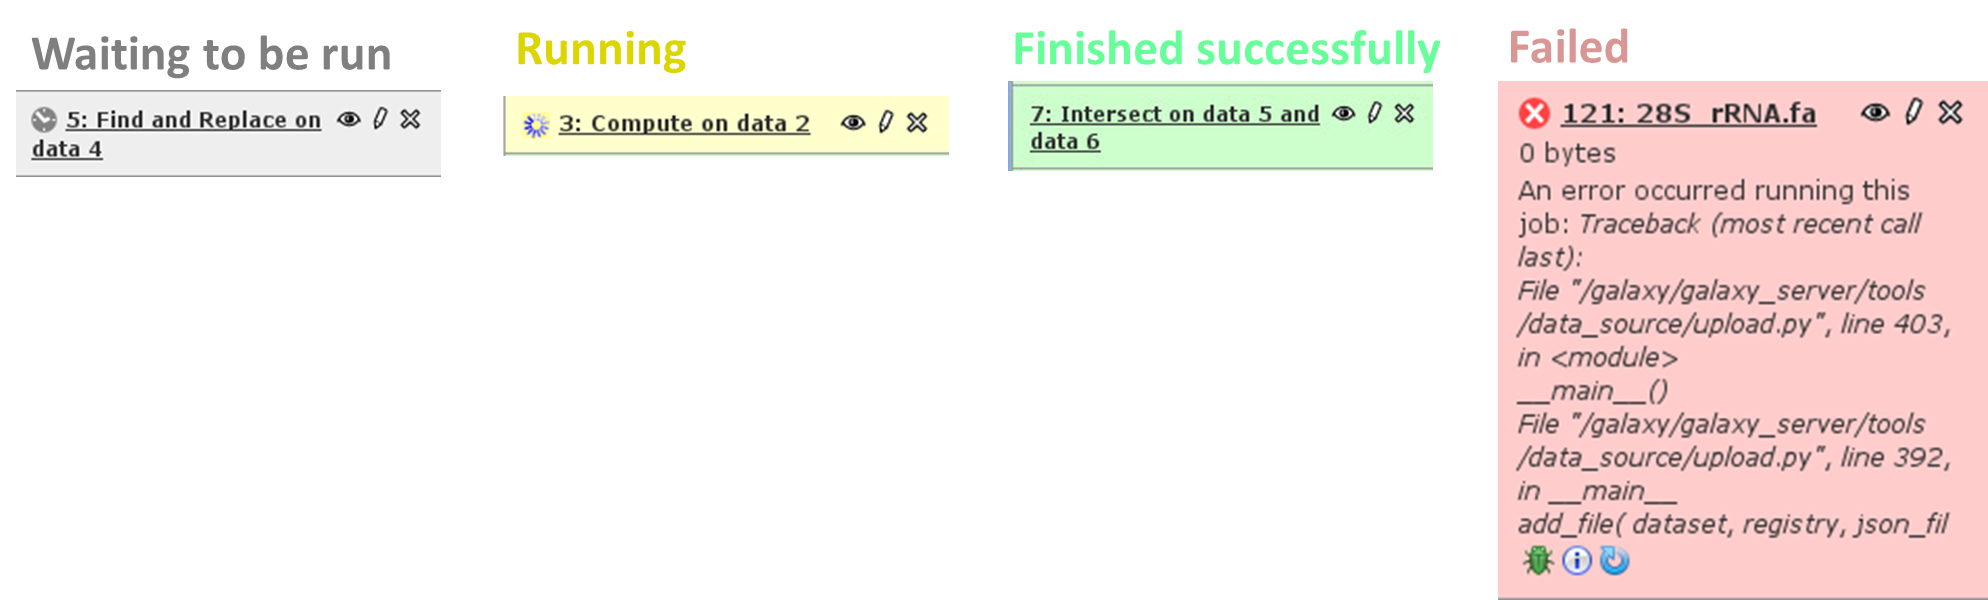 Waiting to be run
5: Find and Replace on
data 4
Running
3: Compute on data 2
Finished successfully
7: Intersect on data 5 and
data 6
Failed
121: 28S rRNA.fa
0 bytes
An error occurred running this
job: Traceback (most recent call
last):
File "/galaxy/galaxy_server/tools
/data_source/upload.py", line 403,
in <module>
__main__()
File "/galaxy/galaxy_server/tools
/data_source/upload.py", line 392,
in __main__
add_file( dataset, registry, json_fil